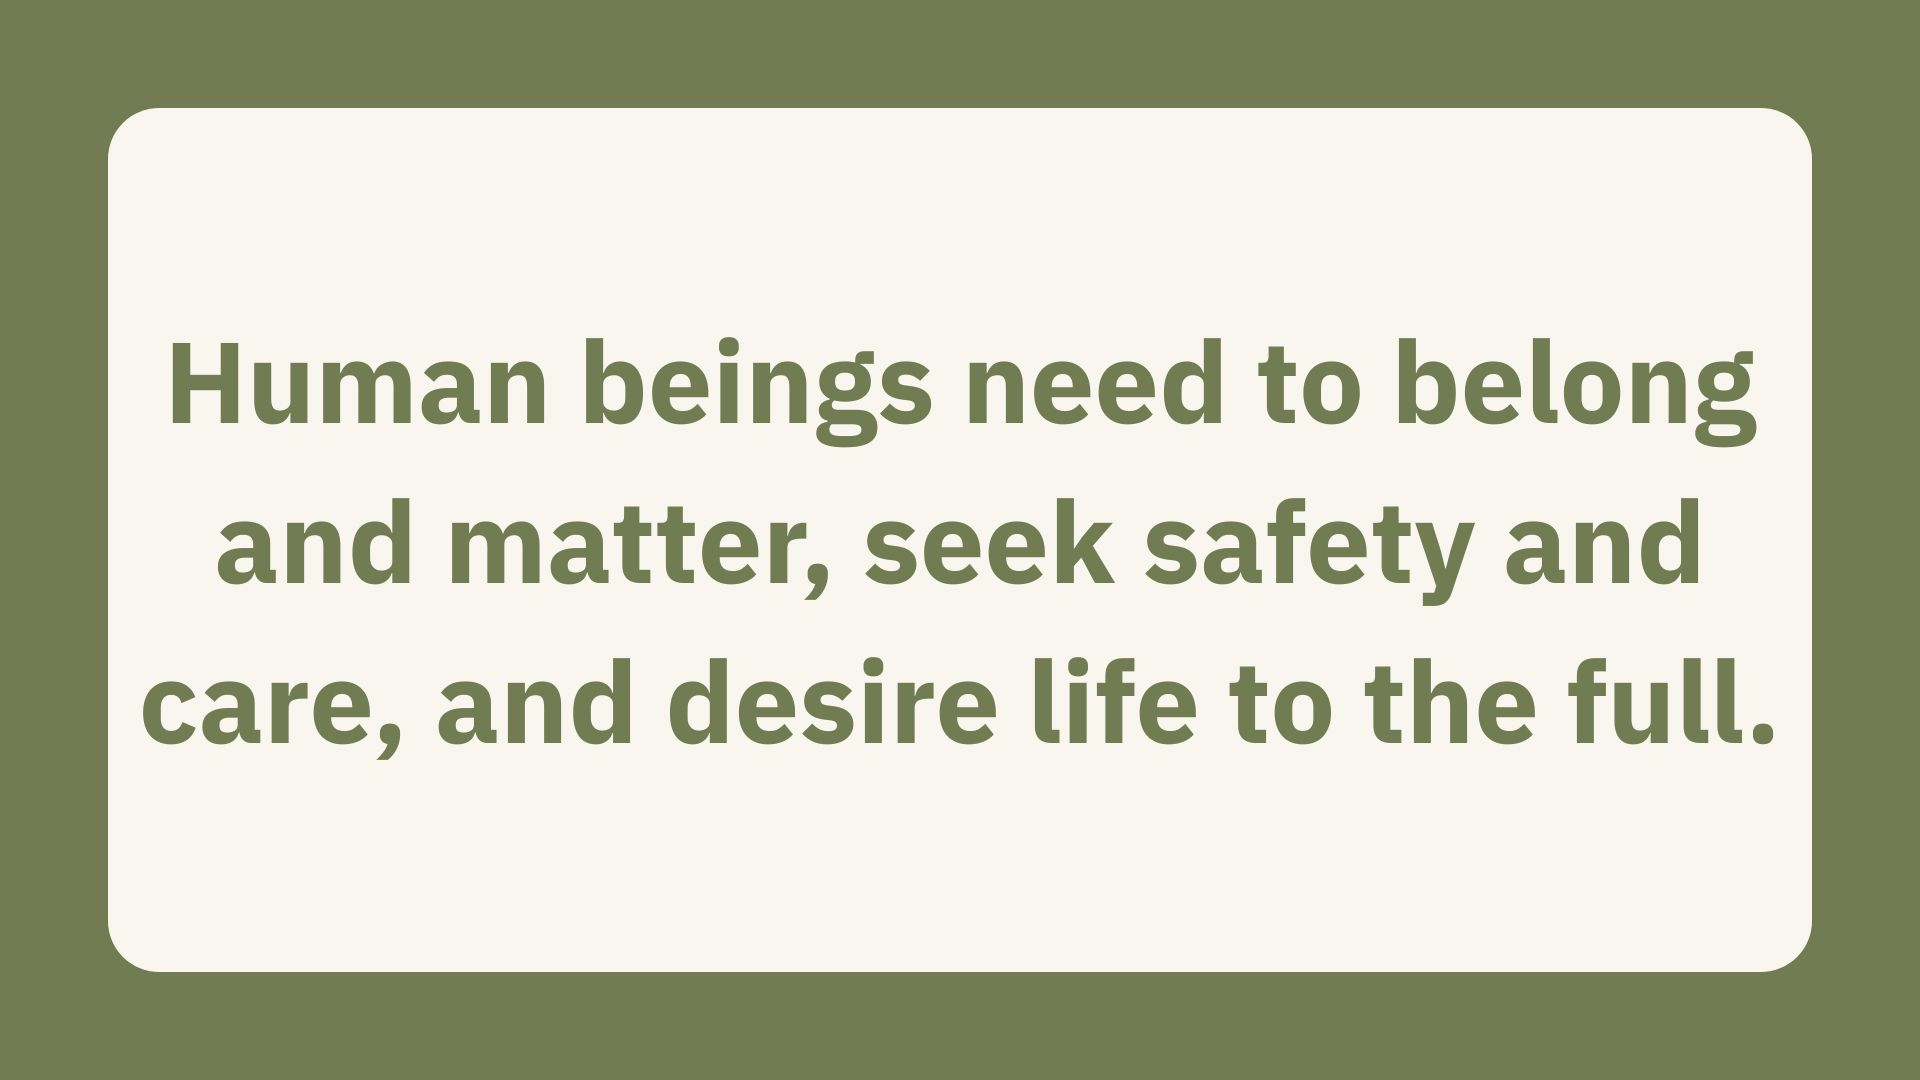 Human beings need to belong
and matter, seek safety and
care, and desire life to the full.